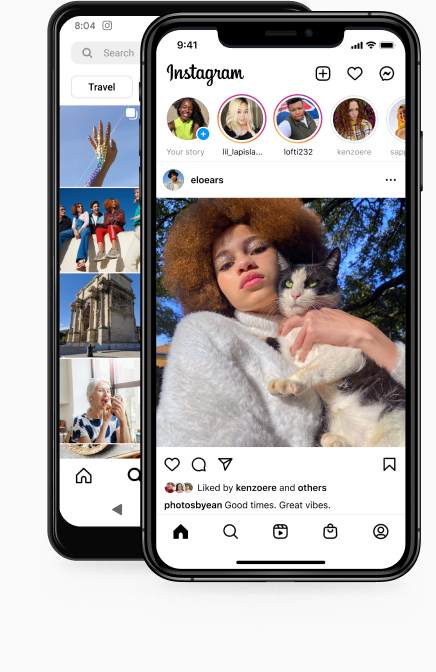 8:04
Search
Travel
9:41
Instagram
Your story
lil_lapisla...
lofti232
kenzoere
sapp
eloears
Liked by kenzoere and others
photosbyean Good times. Great vibes.